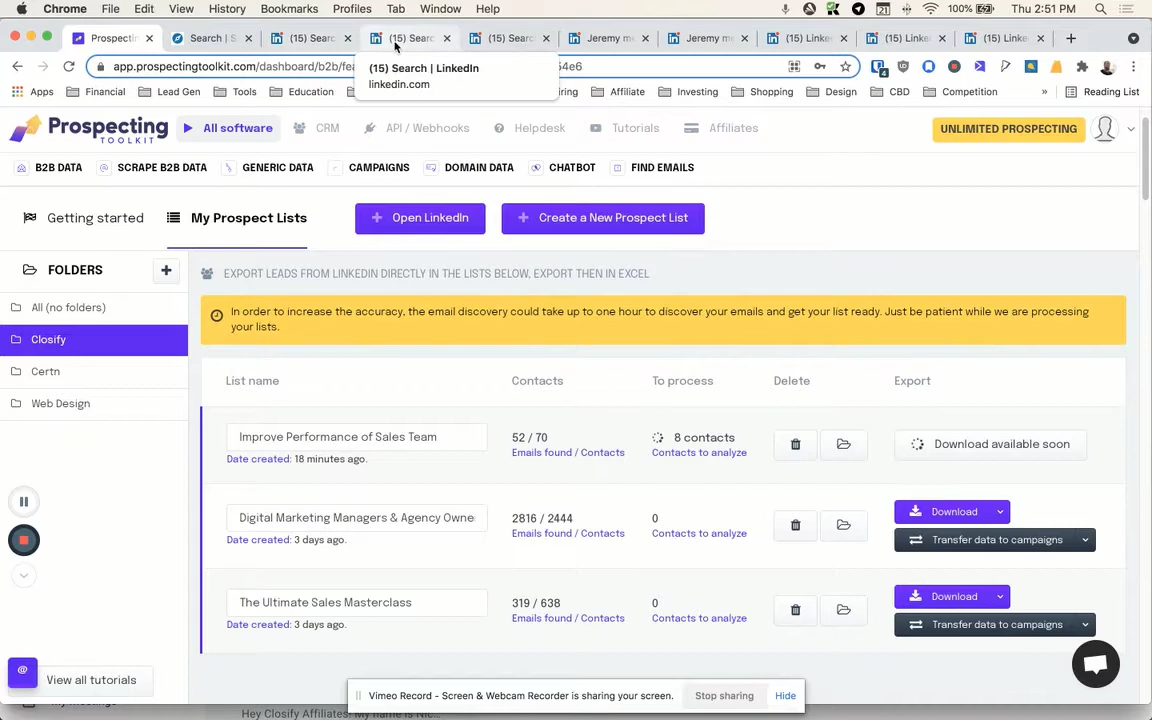 Chrome File Edit View History Bookmarks Profiles Tab Window Help 21 100% Thu 2:51 PM
Prospectin Search | S (15) Searc (15) Searc (15) Searc Jeremy me Jeremy me (15) Linke (15) Linke (15) Linke
app.prospectingtoolkit.com/dashboard/b2b/fea 54e6
(15) Search | LinkedIn
linkedin.com
Apps Financial Lead Gen Tools Education Affiliate Investing Shopping Design CBD Competition » Reading List
Prospecting
TOOLKIT
All software CRM API / Webhooks Helpdesk Tutorials Affiliates UNLIMITED PROSPECTING
B2B DATA SCRAPE B2B DATA GENERIC DATA CAMPAIGNS DOMAIN DATA CHATBOT FIND EMAILS
Getting started My Prospect Lists + Open LinkedIn + Create a New Prospect List
FOLDERS +
All (no folders)
Closify
Certn
Web Design
EXPORT LEADS FROM LINKEDIN DIRECTLY IN THE LISTS BELOW, EXPORT THEN IN EXCEL
In order to increase the accuracy, the email discovery could take up to one hour to discover your emails and get your list ready. Just be patient while we are processing
your lists.
List name Contacts To process Delete Export
Improve Performance of Sales Team 52 / 70 8 contacts Download available soon
Date created: 18 minutes ago. Emails found / Contacts Contacts to analyze
Digital Marketing Managers & Agency Owne 2816 / 2444 0 Download
Date created: 3 days ago. Emails found / Contacts Contacts to analyze Transfer data to campaigns
The Ultimate Sales Masterclass 319 / 638 0 Download
Date created: 3 days ago. Emails found / Contacts Contacts to analyze Transfer data to campaigns
@ View all tutorials
Vimeo Record - Screen & Webcam Recorder is sharing your screen. Stop sharing Hide
Hey Closify Affiliates! My name is Nic...